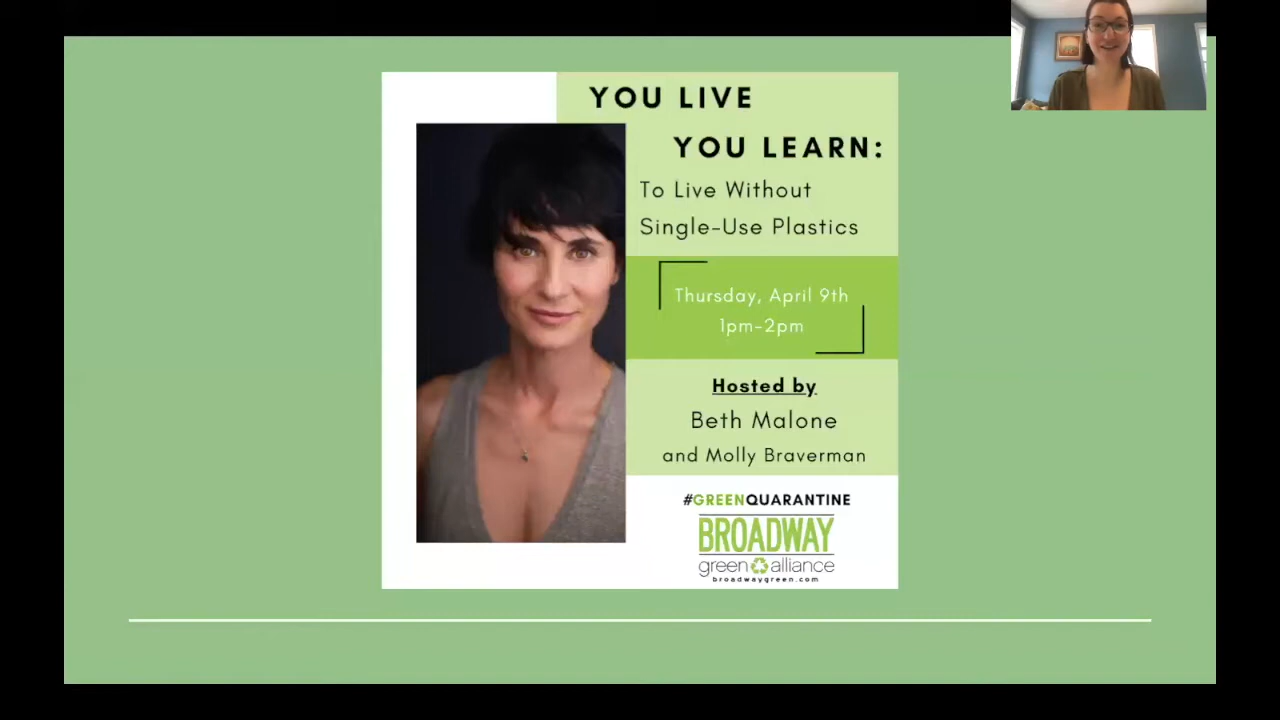 YOU LIVE
YOU LEARN:
To Live Without
Single-Use Plastics
Thursday, April 9th
1pm-2pm
Hosted by
Beth Malone
and Molly Braverman
#GREENQUARANTINE
BROADWAY
green alliance
broadwaygreen.com